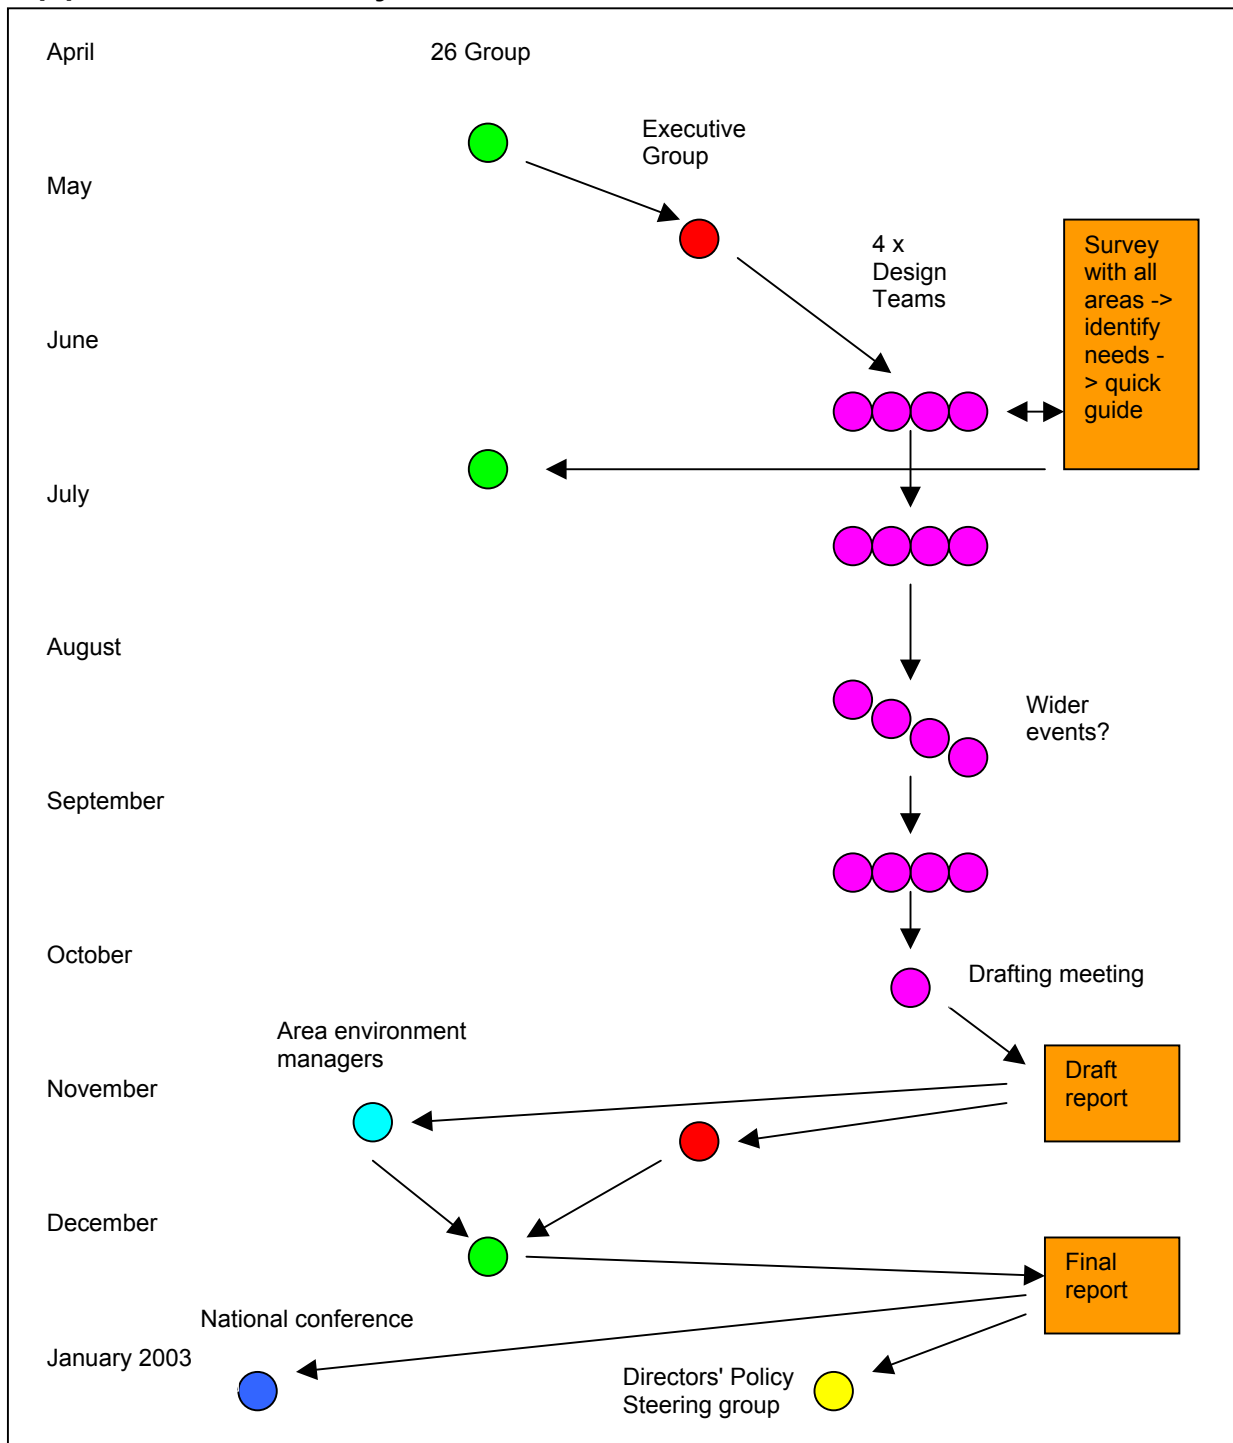 April
26 Group
Executive
Group
May
4 x
Design
Teams
Survey
with all
areas ->
identify
needs -
> quick
guide
June
July
August
Wider
events?
September
October
Drafting meeting
Area environment
managers
Draft
report
November
December
Final
report
National conference
January 2003
Directors' Policy
Steering group